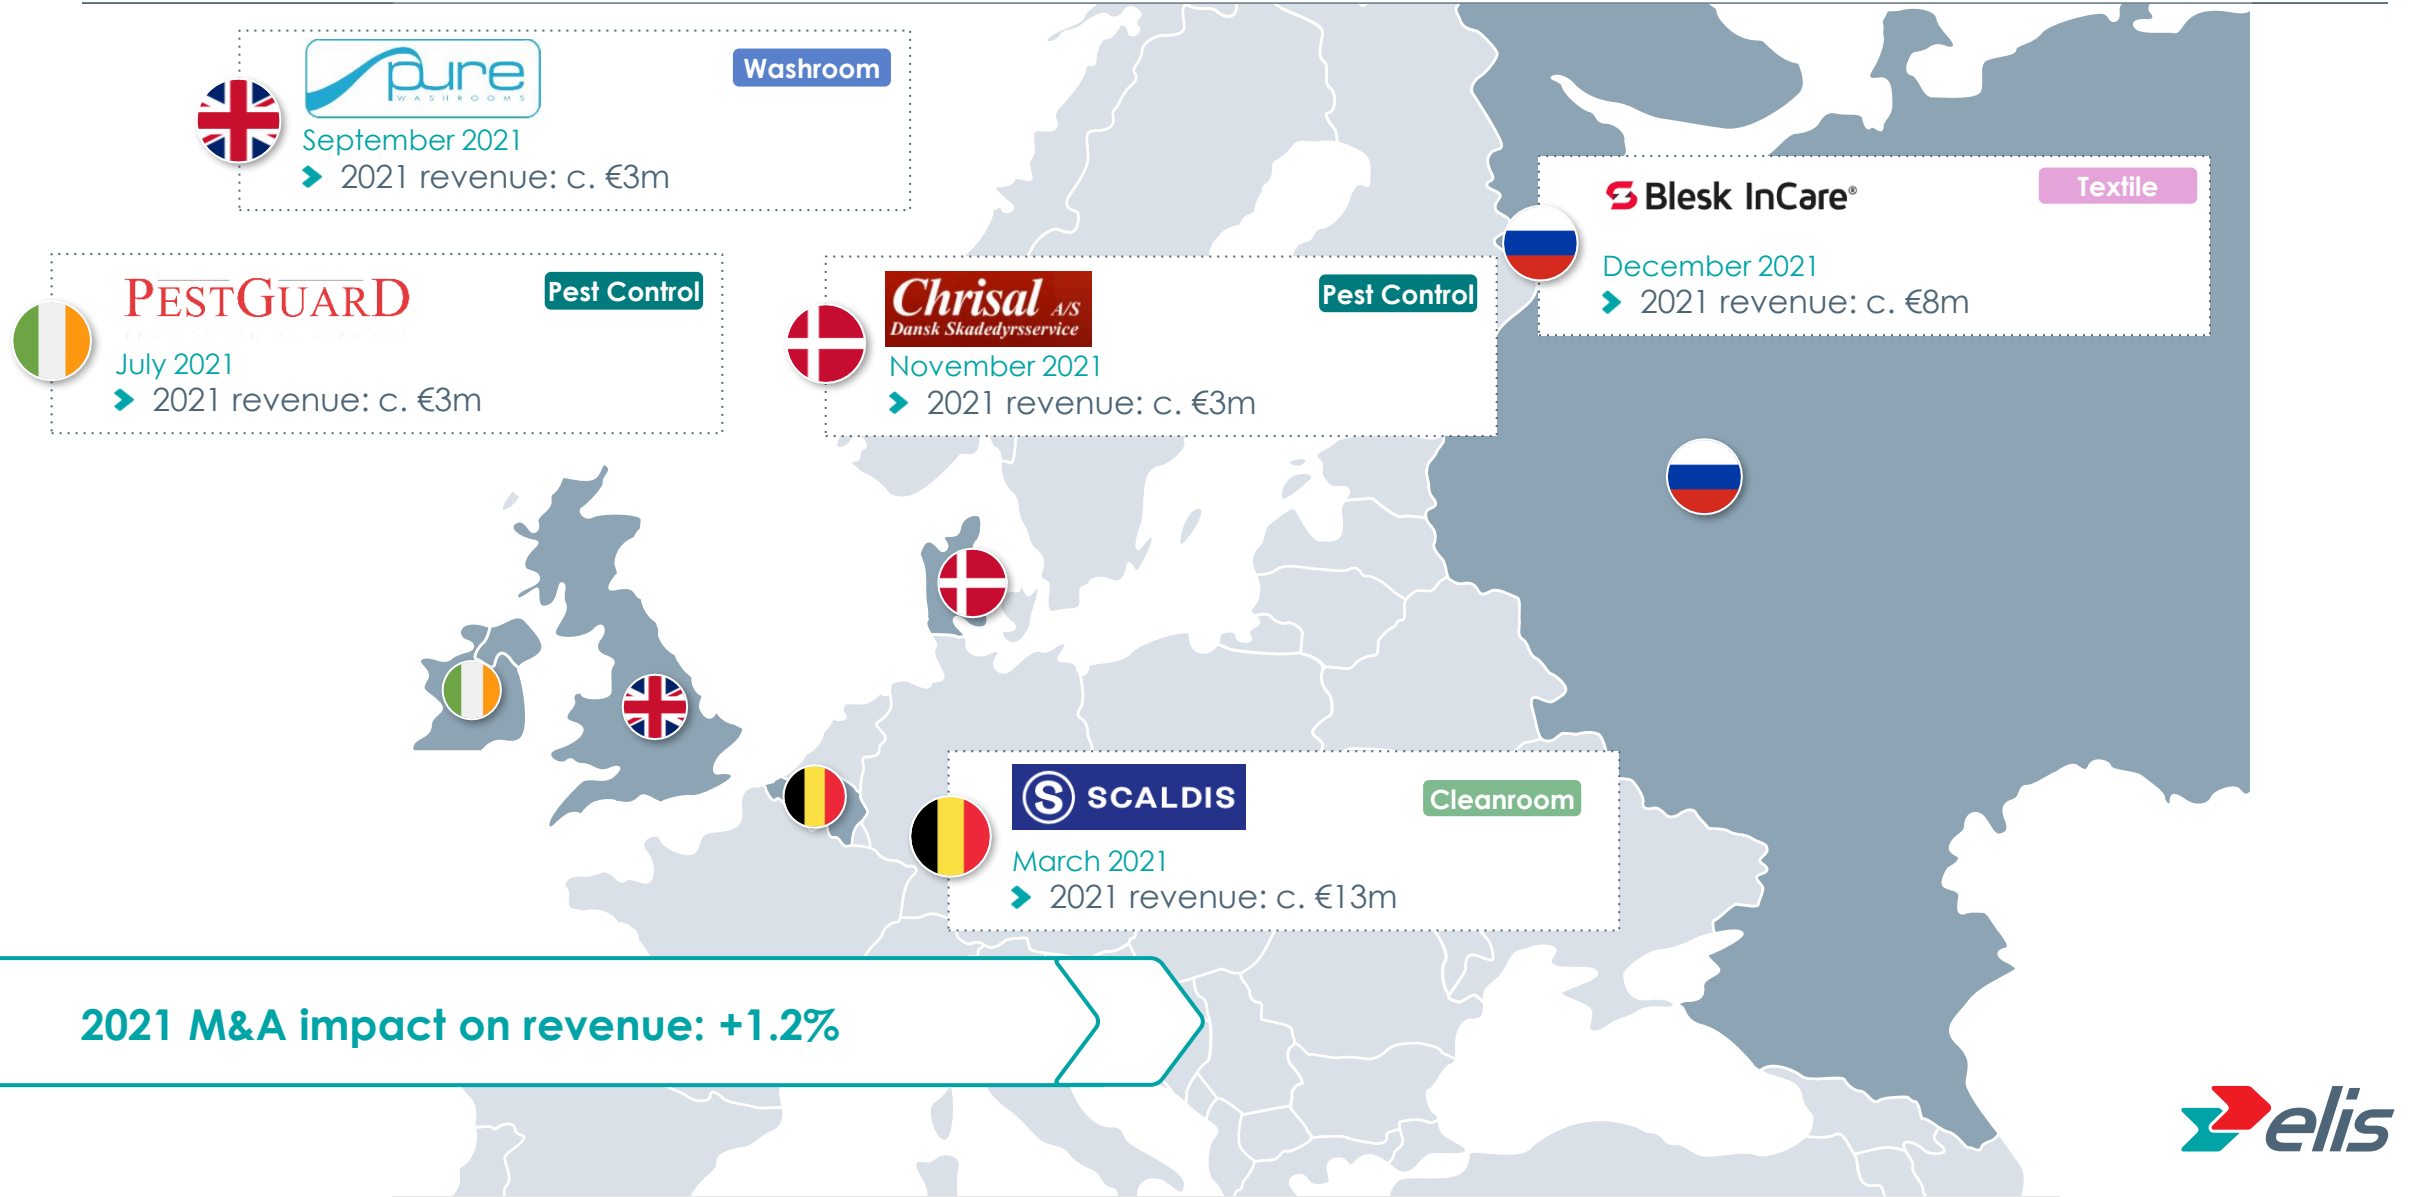 pure
WASHROOMS
Washroom
September 2021
2021 revenue: c. €3m
Blesk InCare®
Textile
December 2021
2021 revenue: c. €8m
PESTGUARD
ENVIRONMENTAL SERVICES
Pest Control
July 2021
2021 revenue: c. €3m
Chrisal A/S
Dansk Skadedyrsservice
Pest Control
November 2021
2021 revenue: c. €3m
S SCALDIS
Cleanroom
March 2021
2021 revenue: c. €13m
2021 M&A impact on revenue: +1.2%
elis